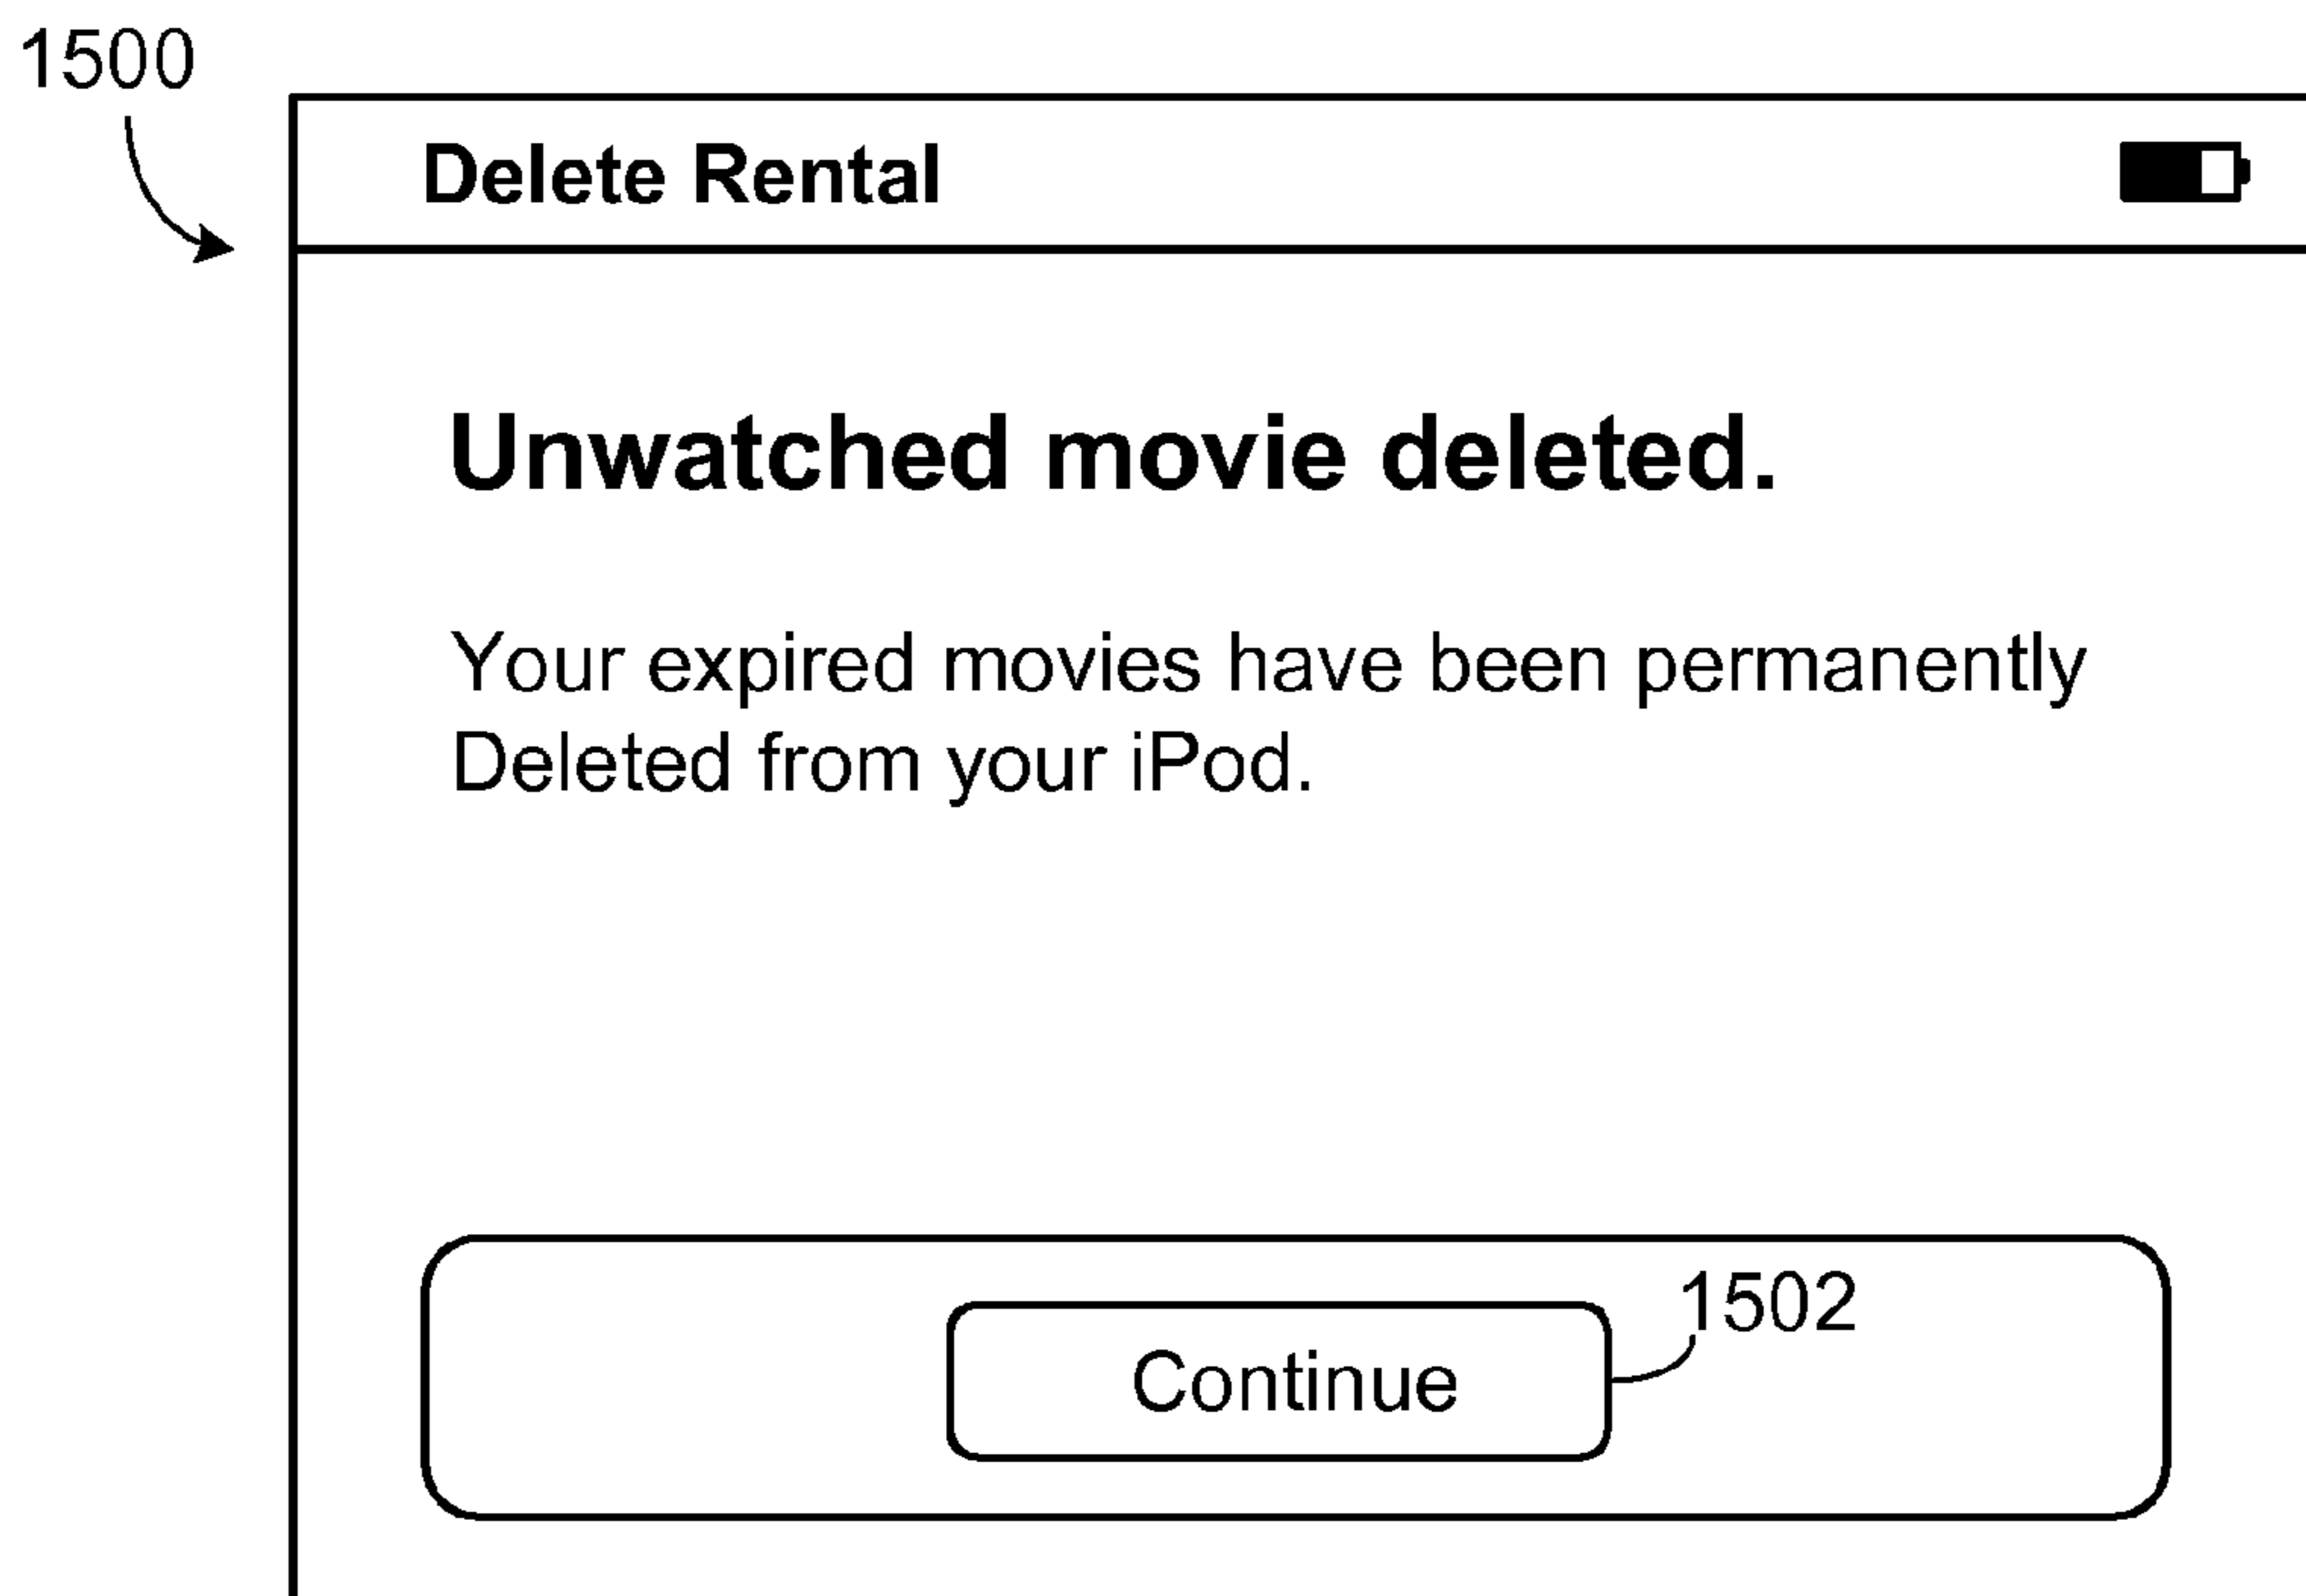 1500
Delete Rental
Unwatched movie deleted.
Your expired movies have been permanently
Deleted from your iPod.
1502
Continue